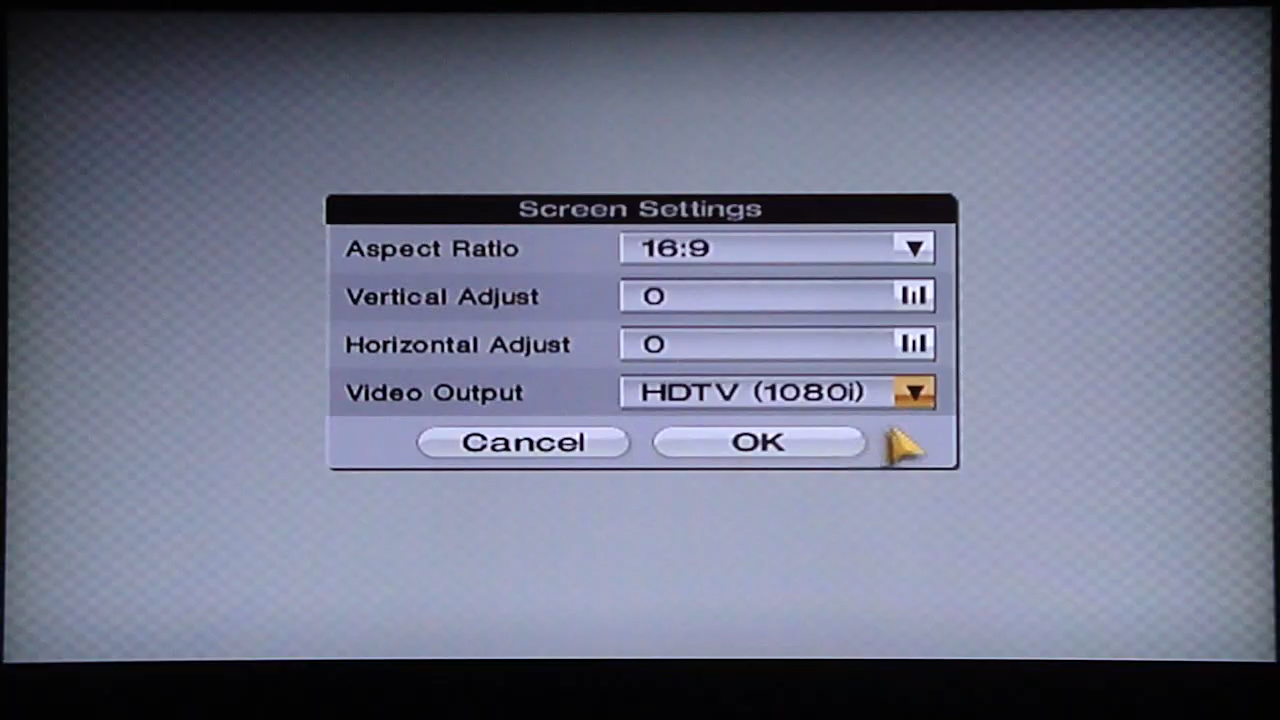 Screen Settings
Aspect Ratio 16:9
Vertical Adjust 0
Horizontal Adjust 0
Video Output HDTV (1080i)
Cancel OK